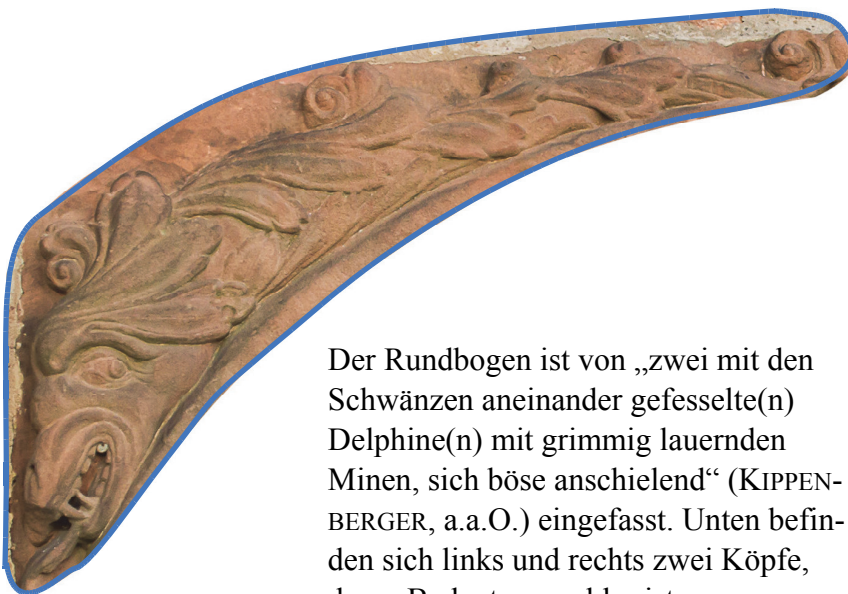 Der Rundbogen ist von „zwei mit den
Schwänzen aneinander gefesselte(n)
Delphine(n) mit grimmig lauernden
Minen, sich böse anschielend“ (KIPPEN-
BERGER, a.a.O.) eingefasst. Unten befin-
den sich links und rechts zwei Köpfe,